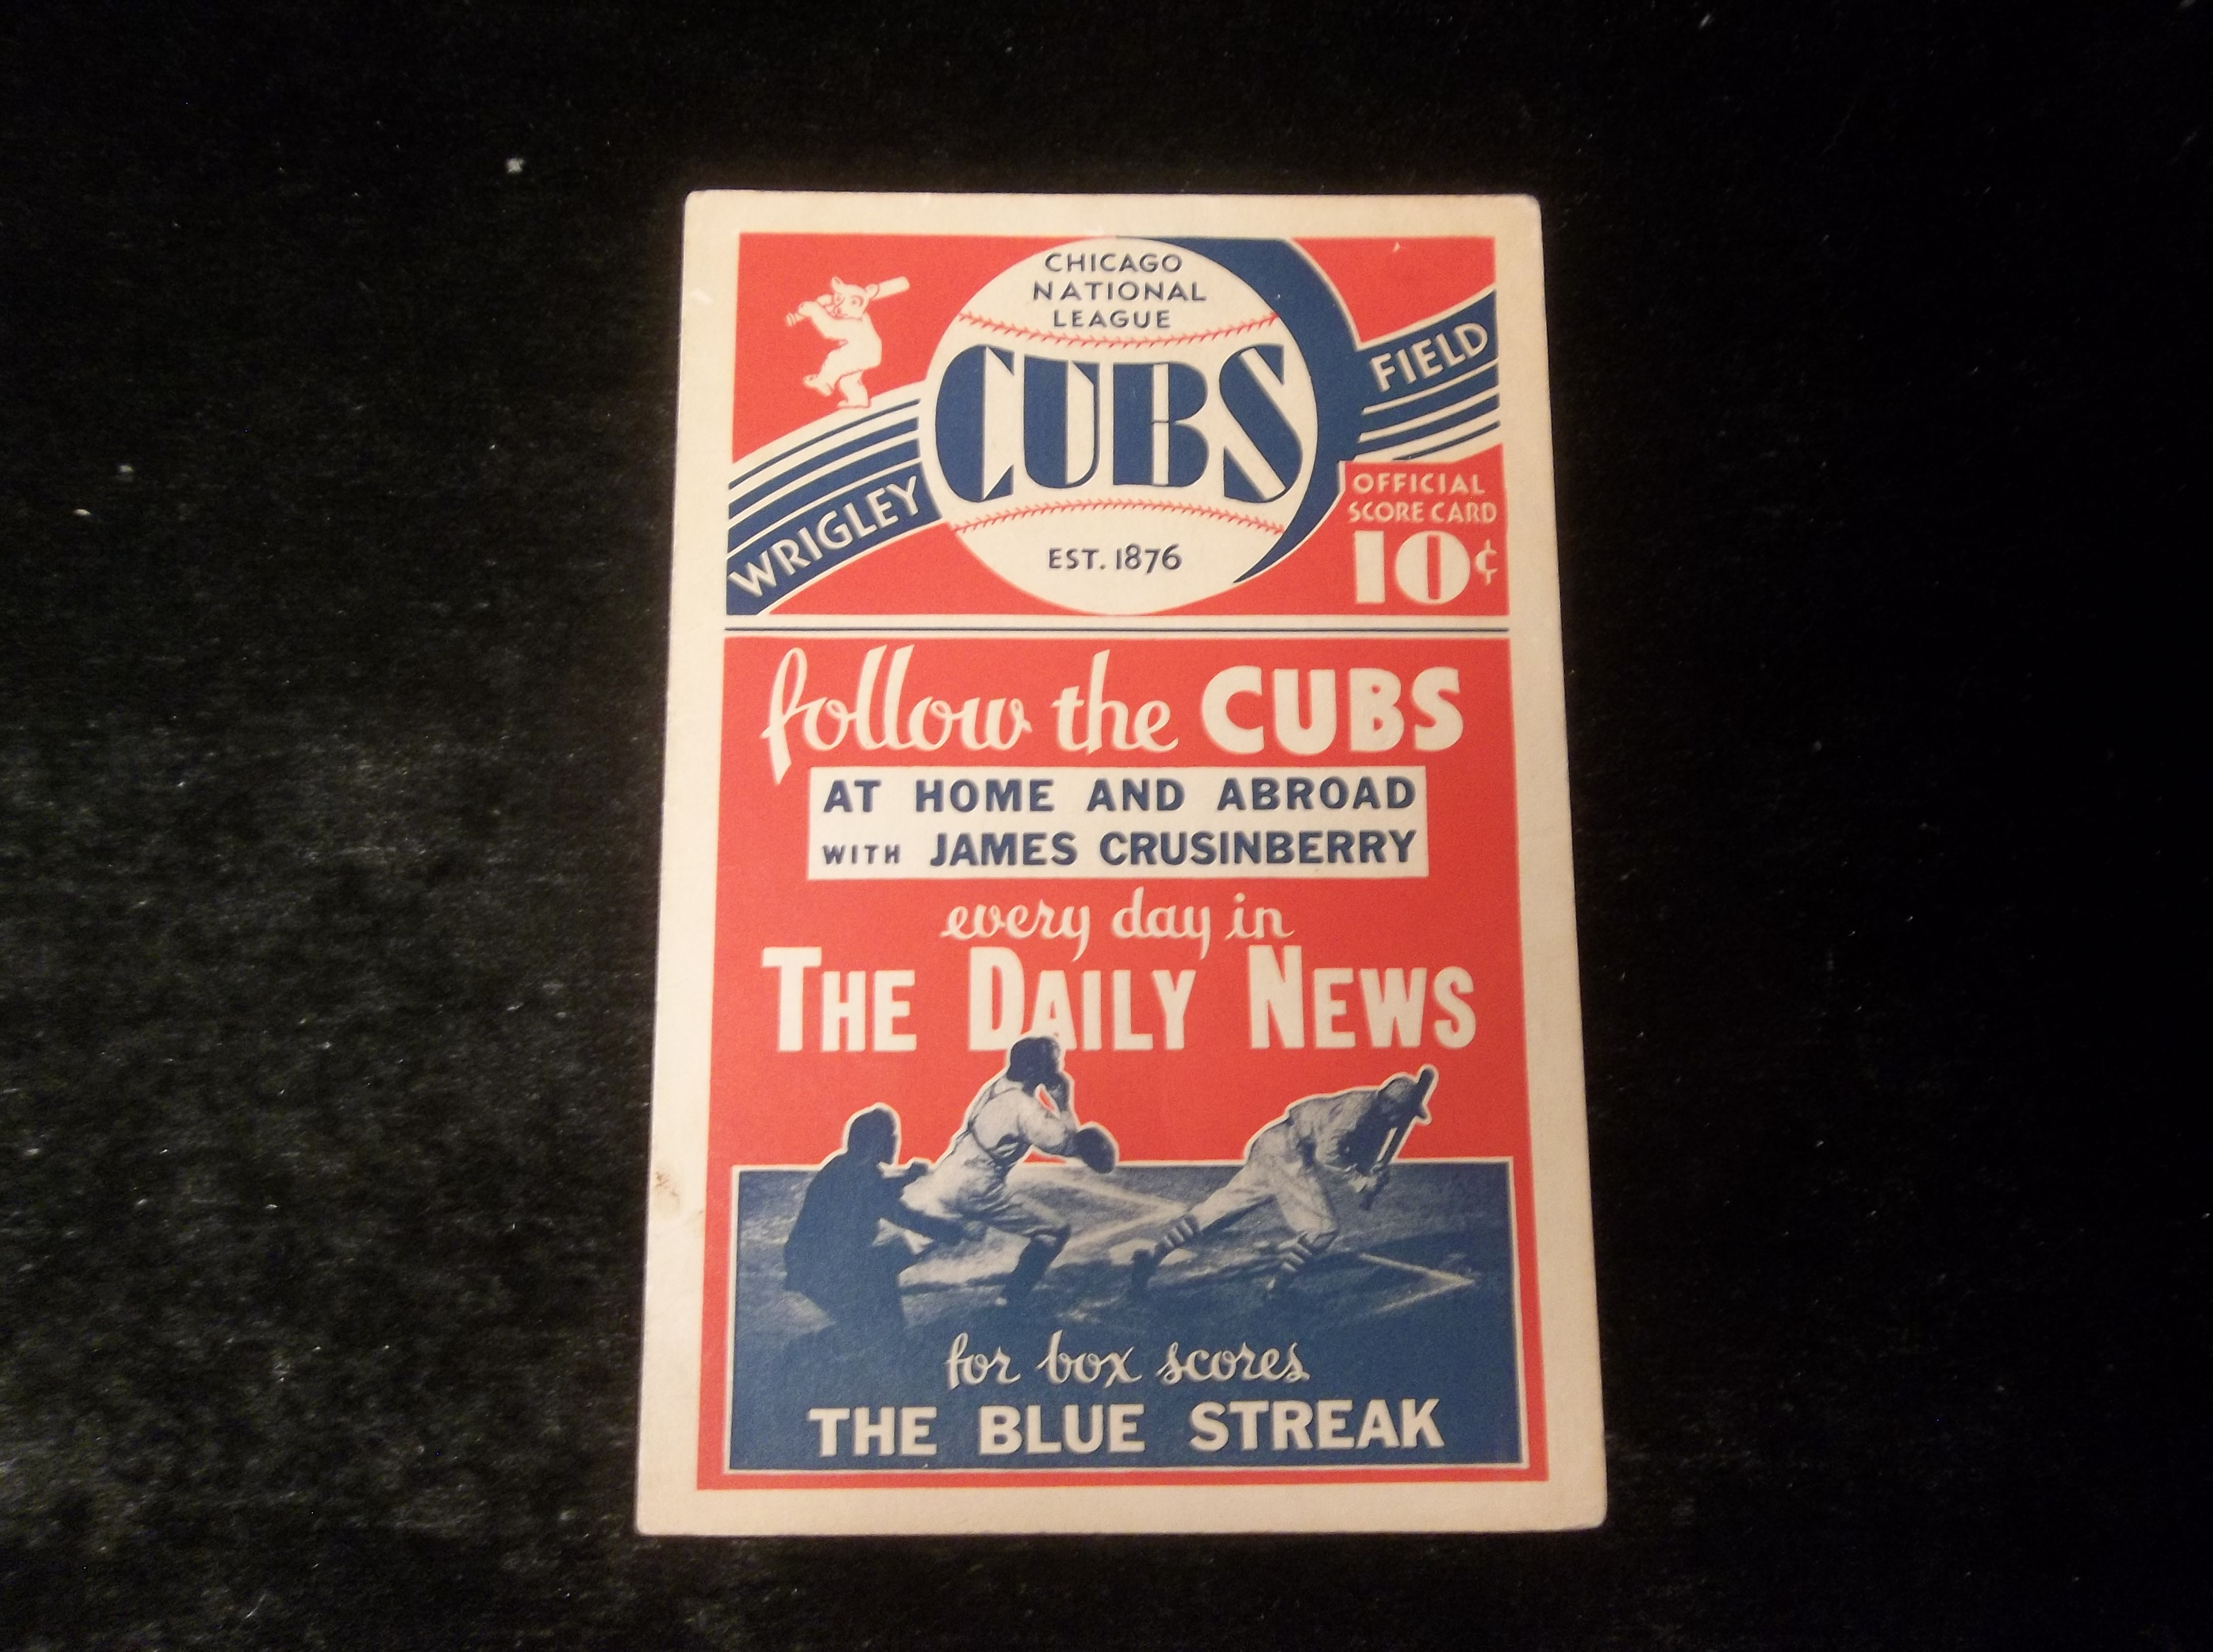 CHICAGO
NATIONAL
LEAGUE
CUBS
EST. 1876
WRIGLEY
FIELD
OFFICIAL
SCORE CARD
10¢
follow the CUBS
AT HOME AND ABROAD
WITH JAMES CRUSINBERRY
every day in
THE DAILY NEWS
for box scores
THE BLUE STREAK